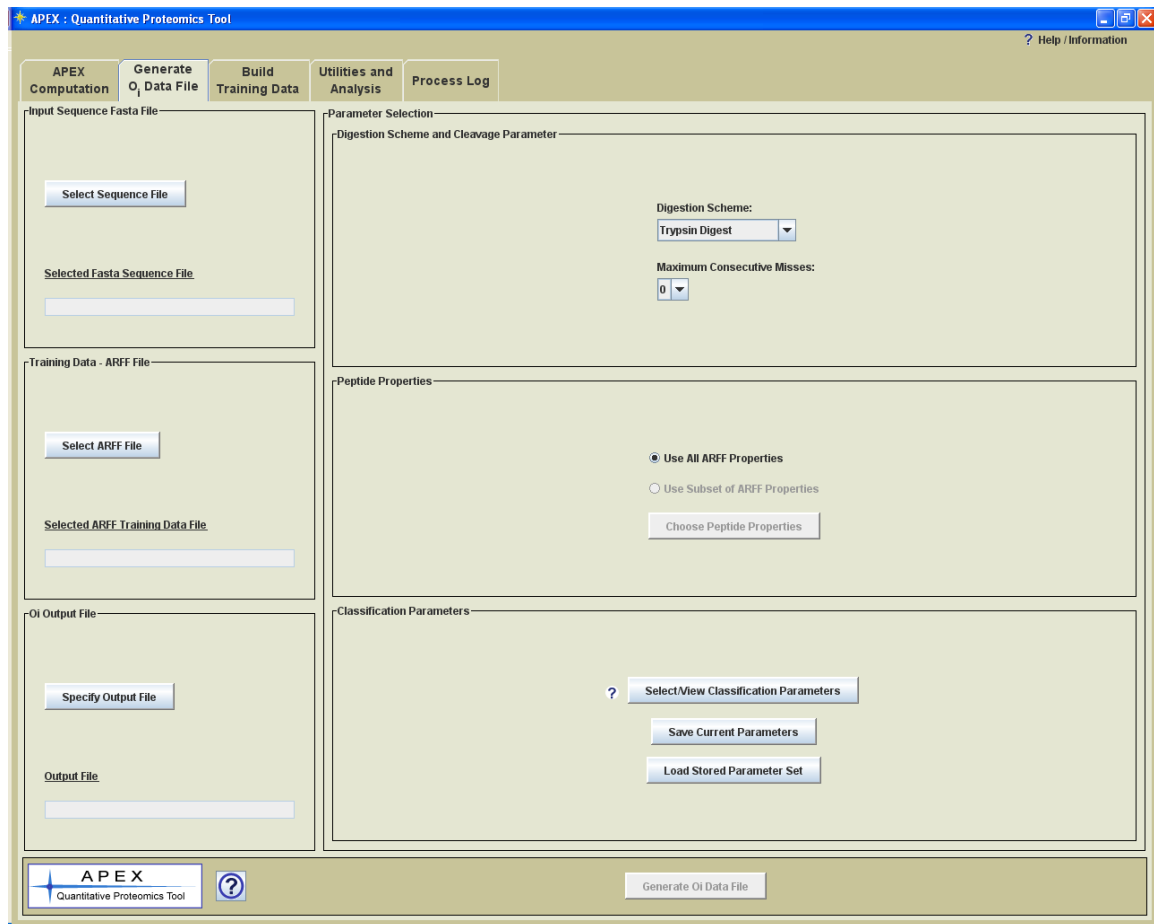 APEX : Quantitative Proteomics Tool
? Help / Information
APEX
Computation
Generate
Oi Data File
Build
Training Data
Utilities and
Analysis
Process Log
Input Sequence Fasta File
Select Sequence File
Selected Fasta Sequence File
Training Data - ARFF File
Select ARFF File
Selected ARFF Training Data File
Oi Output File
Specify Output File
Output File
Parameter Selection
Digestion Scheme and Cleavage Parameter
Digestion Scheme:
Trypsin Digest
Maximum Consecutive Misses:
0
Peptide Properties
Use All ARFF Properties
Use Subset of ARFF Properties
Choose Peptide Properties
Classification Parameters
? Select/View Classification Parameters
Save Current Parameters
Load Stored Parameter Set
APEX
Quantitative Proteomics Tool
?
Generate Oi Data File